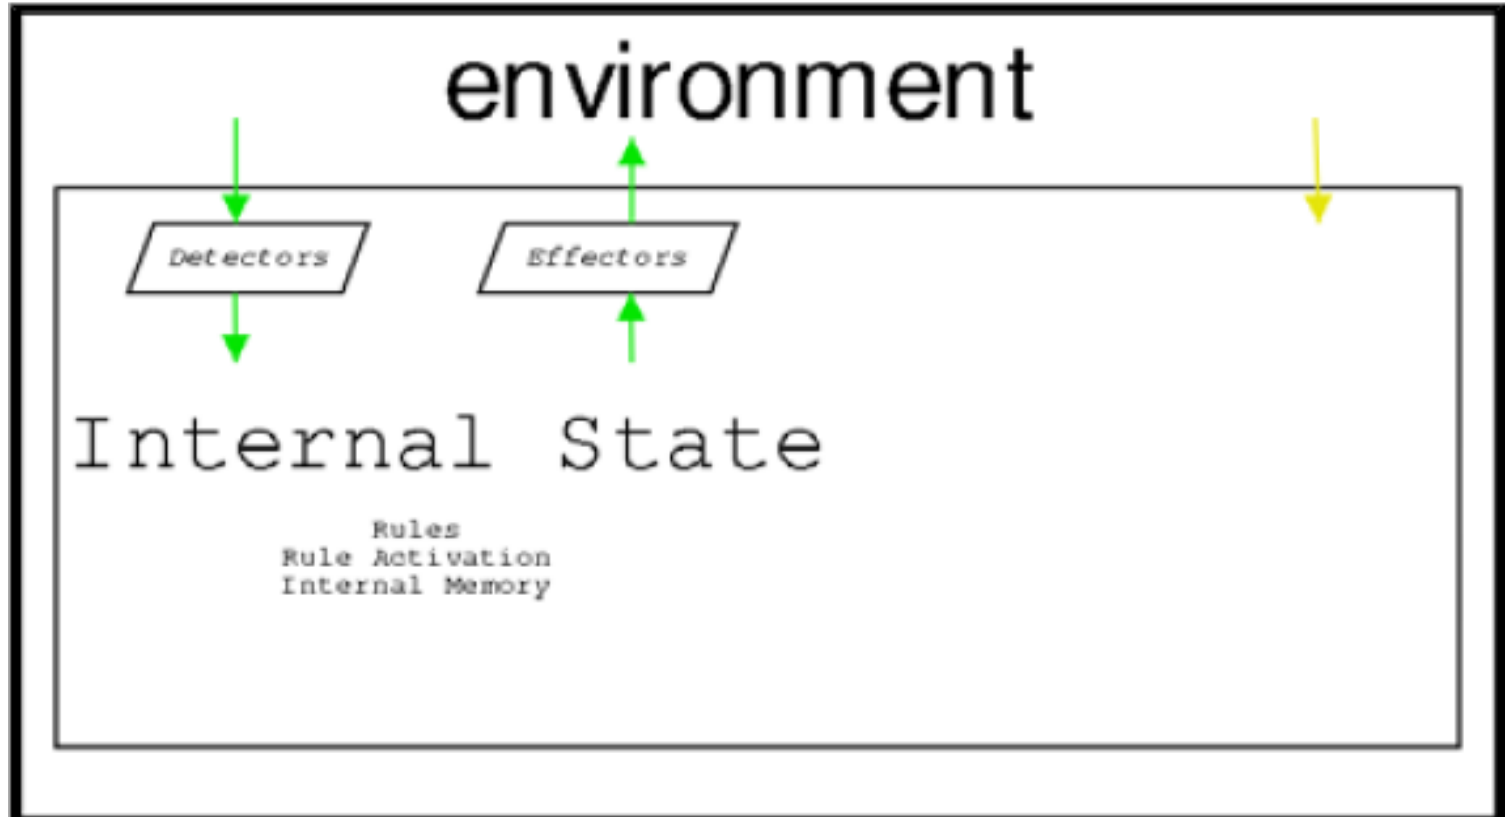 environment
Detectors
Effectors
Internal State
Rules
Rule Activation
Internal Memory